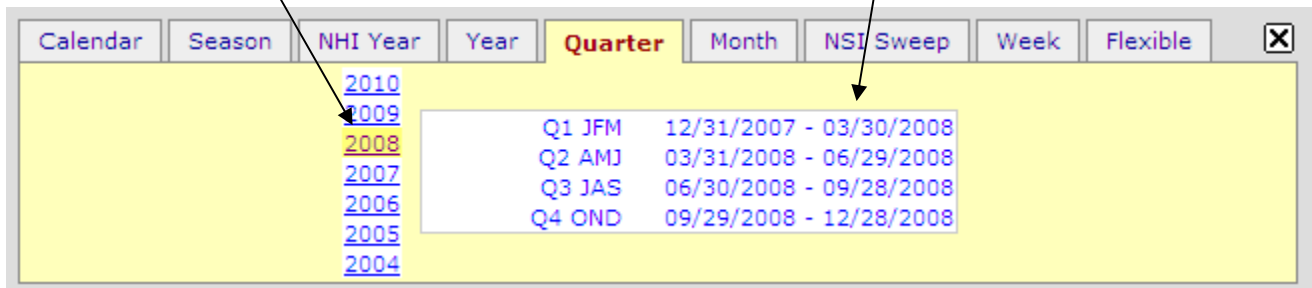 Calendar Season NHI Year Year Quarter Month NSI Sweep Week Flexible X
2010
2009
2008
2007
2006
2005
2004
Q1 JFM 12/31/2007 - 03/30/2008
Q2 AMJ 03/31/2008 - 06/29/2008
Q3 JAS 06/30/2008 - 09/28/2008
Q4 OND 09/29/2008 - 12/28/2008